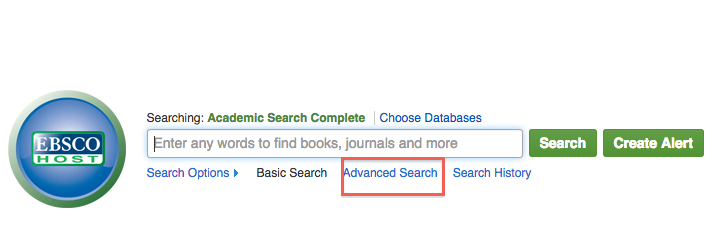 EBSCO
HOST
Searching: Academic Search Complete Choose Databases
Enter any words to find books, journals and more Search Create Alert
Search Options Basic Search Advanced Search Search History